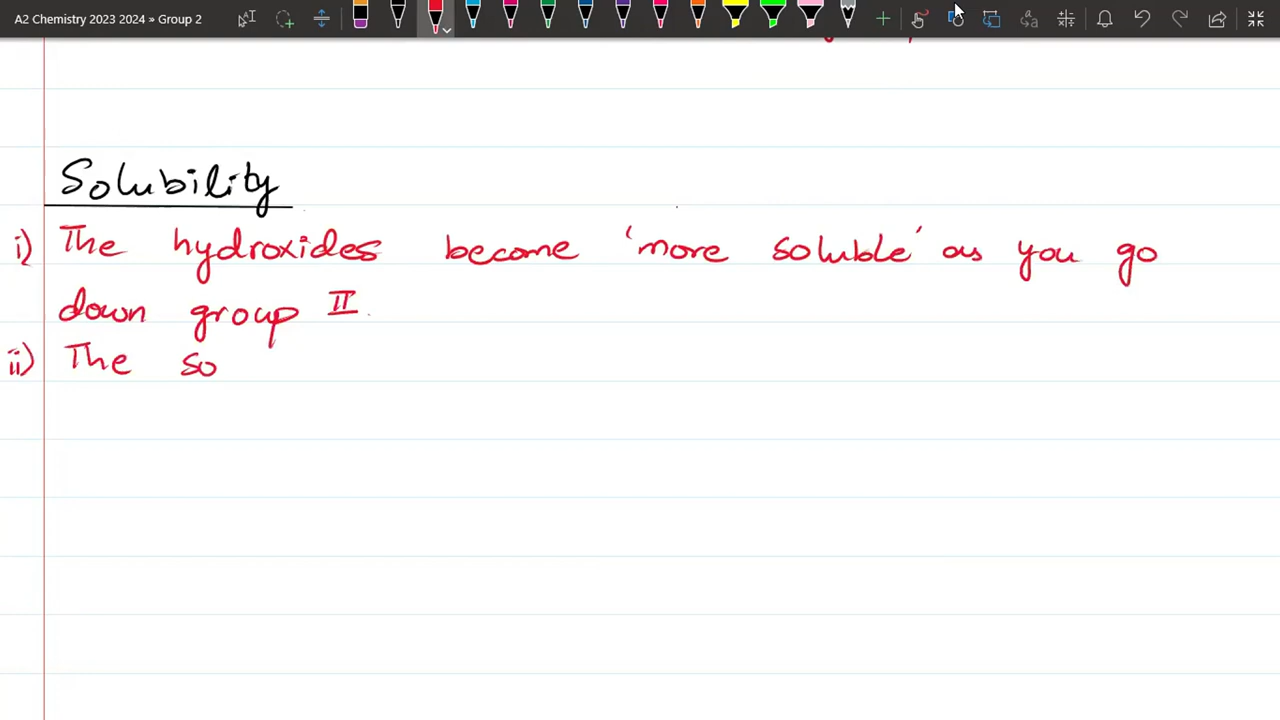 A2 Chemistry 2023 2024 » Group 2
Solubility
i) The hydroxides become 'more soluble' as you go
down group II.
ii) The so